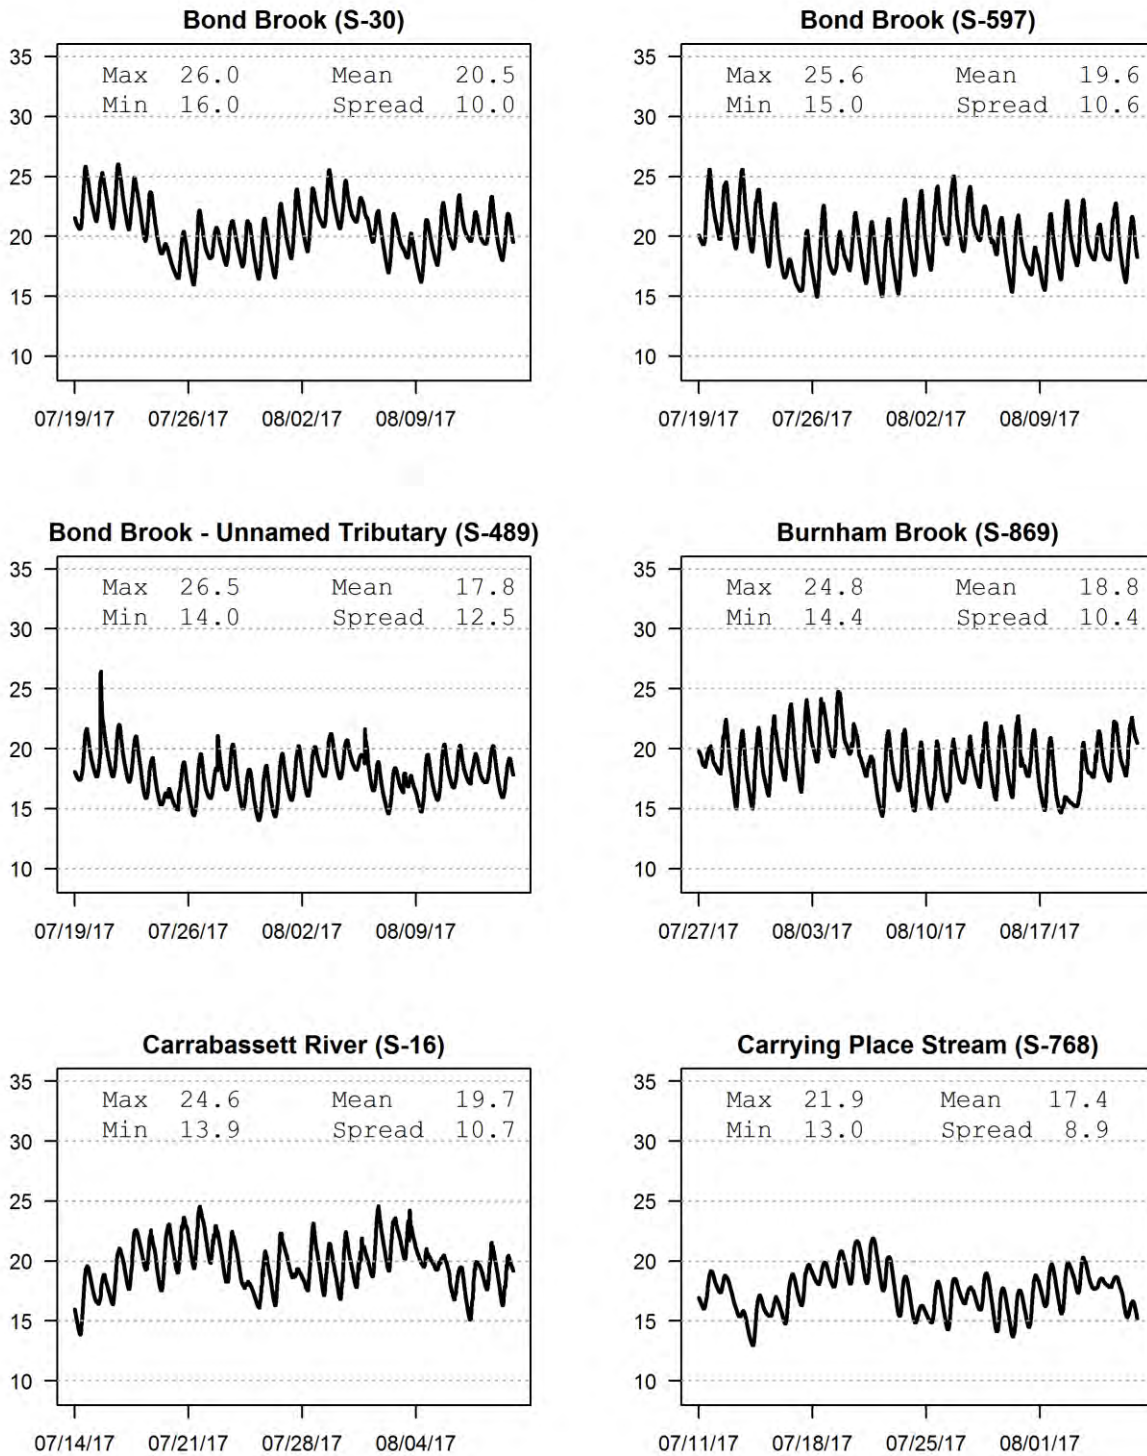 Bond Brook (S-30)
35
30
25
20
15
10
Max 26.0 Mean 20.5
Min 16.0 Spread 10.0
07/19/17 07/26/17 08/02/17 08/09/17
Bond Brook (S-597)
35
30
25
20
15
10
Max 25.6 Mean 19.6
Min 15.0 Spread 10.6
07/19/17 07/26/17 08/02/17 08/09/17
Bond Brook - Unnamed Tributary (S-489)
35
30
25
20
15
10
Max 26.5 Mean 17.8
Min 14.0 Spread 12.5
07/19/17 07/26/17 08/02/17 08/09/17
Burnham Brook (S-869)
35
30
25
20
15
10
Max 24.8 Mean 18.8
Min 14.4 Spread 10.4
07/27/17 08/03/17 08/10/17 08/17/17
Carrabassett River (S-16)
35
30
25
20
15
10
Max 24.6 Mean 19.7
Min 13.9 Spread 10.7
07/14/17 07/21/17 07/28/17 08/04/17
Carrying Place Stream (S-768)
35
30
25
20
15
10
Max 21.9 Mean 17.4
Min 13.0 Spread 8.9
07/11/17 07/18/17 07/25/17 08/01/17